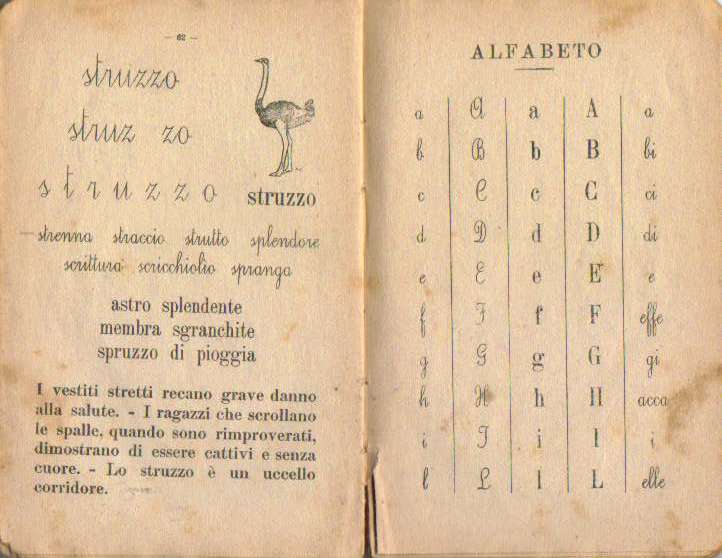 - 62 -
struzzo
struz zo
s t r u z z o struzzo
strenna straccio strutto splendore
scrittura scricchiolio spranga
astro splendente
membra sgranchite
spruzzo di pioggia
I vestiti stretti recano grave danno
alla salute. - I ragazzi che scrollano
le spalle, quando sono rimproverati,
dimostrano di essere cattivi e senza
cuore. - Lo struzzo è un uccello
corridore.
ALFABETO
a A a A a
b B b B bi
c C c C ci
d D d D di
e E e E e
f F f F effe
g G g G gi
h H h H acca
i I i I i
l L l L elle